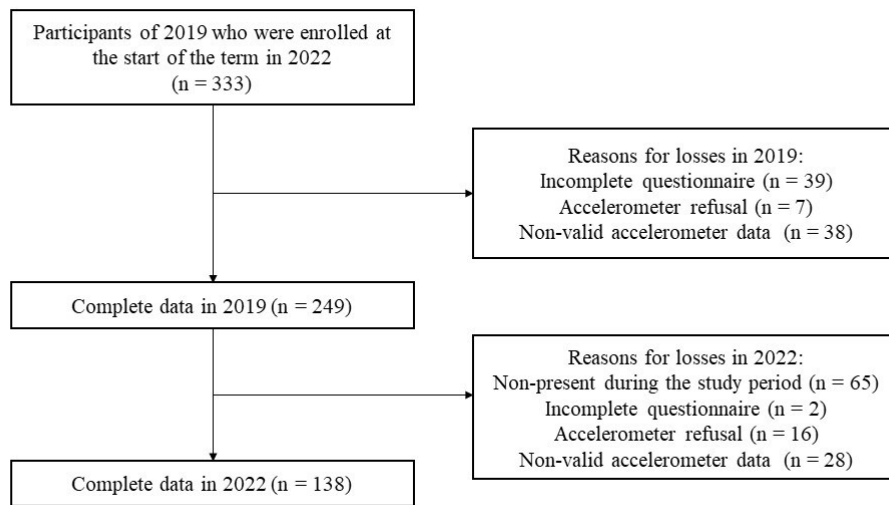 Participants of 2019 who were enrolled at
the start of the term in 2022
(n = 333)
Reasons for losses in 2019:
Incomplete questionnaire (n = 39)
Accelerometer refusal (n = 7)
Non-valid accelerometer data (n = 38)
Complete data in 2019 (n = 249)
Reasons for losses in 2022:
Non-present during the study period (n = 65)
Incomplete questionnaire (n = 2)
Accelerometer refusal (n = 16)
Non-valid accelerometer data (n = 28)
Complete data in 2022 (n = 138)